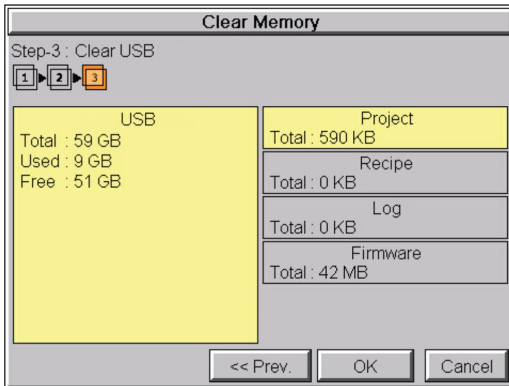 Clear Memory
Step-3 : Clear USB
1 2 3
USB
Total : 59 GB
Used : 9 GB
Free : 51 GB
Project
Total : 590 KB
Recipe
Total : 0 KB
Log
Total : 0 KB
Firmware
Total : 42 MB
<< Prev.
OK
Cancel